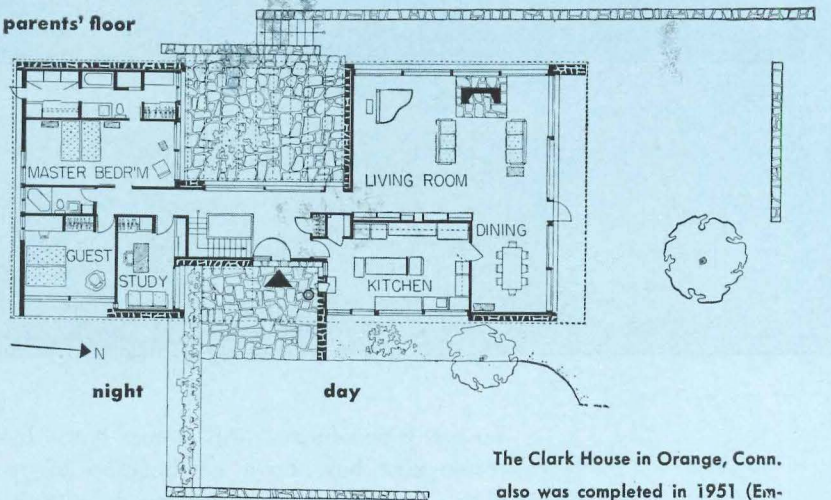 parents' floor
MASTER BEDR'M
LIVING ROOM
DINING
GUEST
STUDY
KITCHEN
N
night
day
The Clark House in Orange, Conn.
also was completed in 1951 (Em-